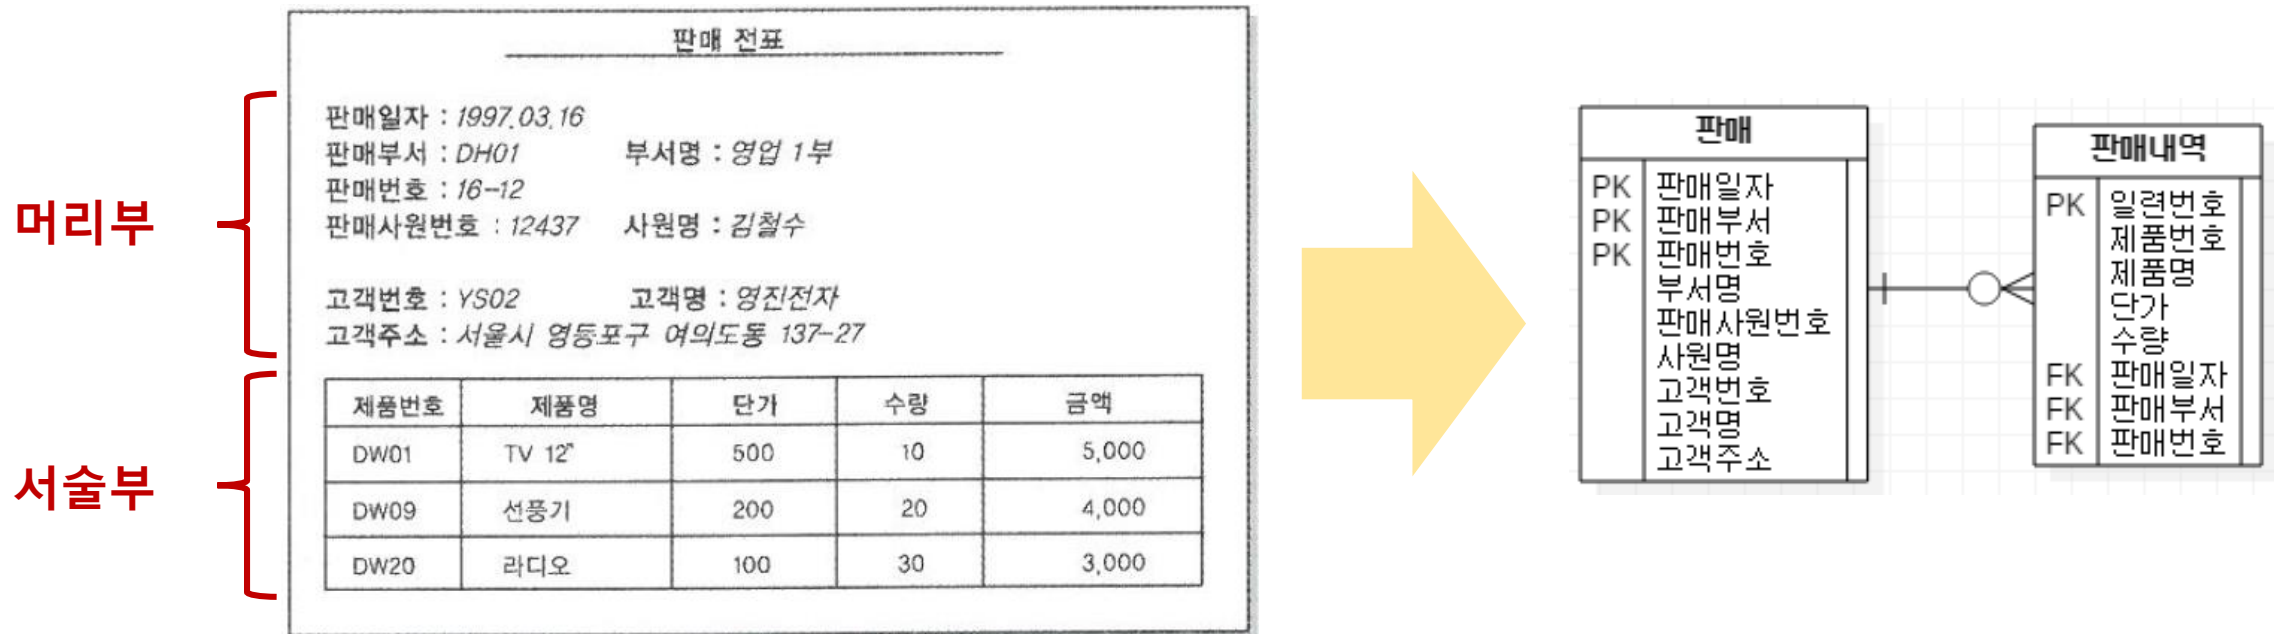 머리부
서술부
판매 전표
판매일자 : 1997.03.16
판매부서 : DH01 부서명 : 영업 1부
판매번호 : 16-12
판매사원번호 : 12437 사원명 : 김철수
고객번호 : YS02 고객명 : 영진전자
고객주소 : 서울시 영등포구 여의도동 137-27
제품번호 제품명 단가 수량 금액
DW01 TV 12" 500 10 5,000
DW09 선풍기 200 20 4,000
DW20 라디오 100 30 3,000
판매
PK 판매일자
PK 판매부서
PK 판매번호
부서명
판매사원번호
사원명
고객번호
고객명
고객주소
판매내역
PK 일련번호
제품번호
제품명
단가
수량
FK 판매일자
FK 판매부서
FK 판매번호